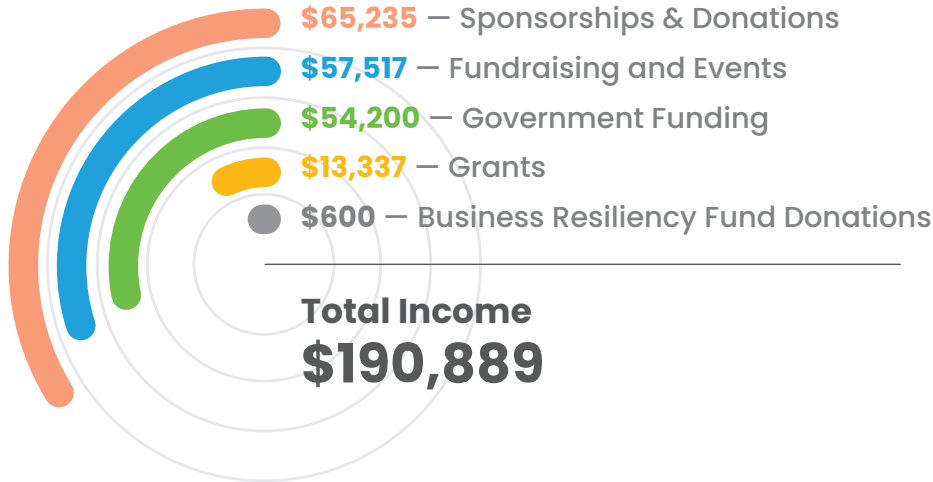 $65,235 — Sponsorships & Donations
$57,517 — Fundraising and Events
$54,200 — Government Funding
$13,337 — Grants
$600 — Business Resiliency Fund Donations
Total Income
$190,889